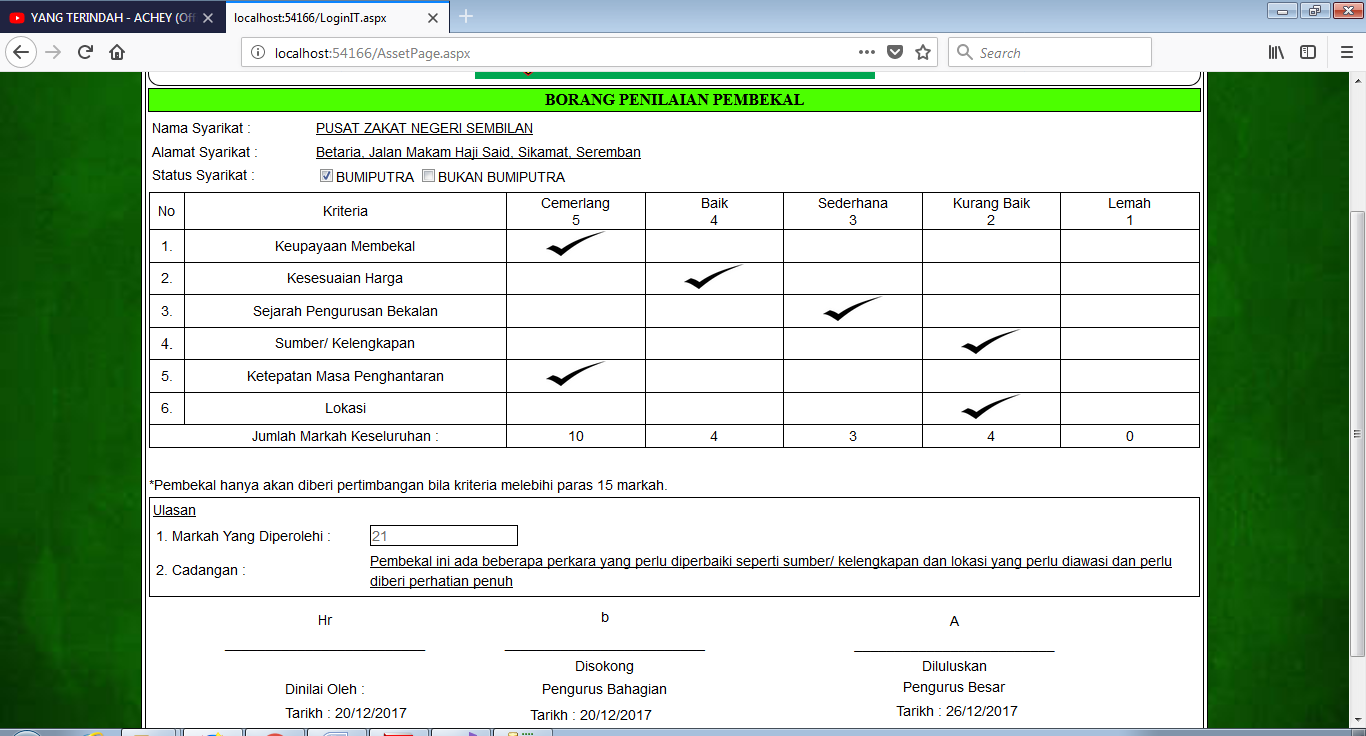 YANG TERINDAH - ACHEY (Off
localhost:54166/LoginIT.aspx
localhost:54166/AssetPage.aspx
Search
BORANG PENILAIAN PEMBEKAL
Nama Syarikat : PUSAT ZAKAT NEGERI SEMBILAN
Alamat Syarikat : Betaria, Jalan Makam Haji Said, Sikamat, Seremban
Status Syarikat : BUMIPUTRA BUKAN BUMIPUTRA
No Kriteria Cemerlang 5 Baik 4 Sederhana 3 Kurang Baik 2 Lemah 1
1. Keupayaan Membekal
2. Kesesuaian Harga
3. Sejarah Pengurusan Bekalan
4. Sumber/ Kelengkapan
5. Ketepatan Masa Penghantaran
6. Lokasi
Jumlah Markah Keseluruhan : 10 4 3 4 0
*Pembekal hanya akan diberi pertimbangan bila kriteria melebihi paras 15 markah.
Ulasan
1. Markah Yang Diperolehi : 21
2. Cadangan : Pembekal ini ada beberapa perkara yang perlu diperbaiki seperti sumber/ kelengkapan dan lokasi yang perlu diawasi dan perlu
diberi perhatian penuh
Hr b A
Disokong Diluluskan
Dinilai Oleh : Pengurus Bahagian Pengurus Besar
Tarikh : 20/12/2017 Tarikh : 20/12/2017 Tarikh : 26/12/2017